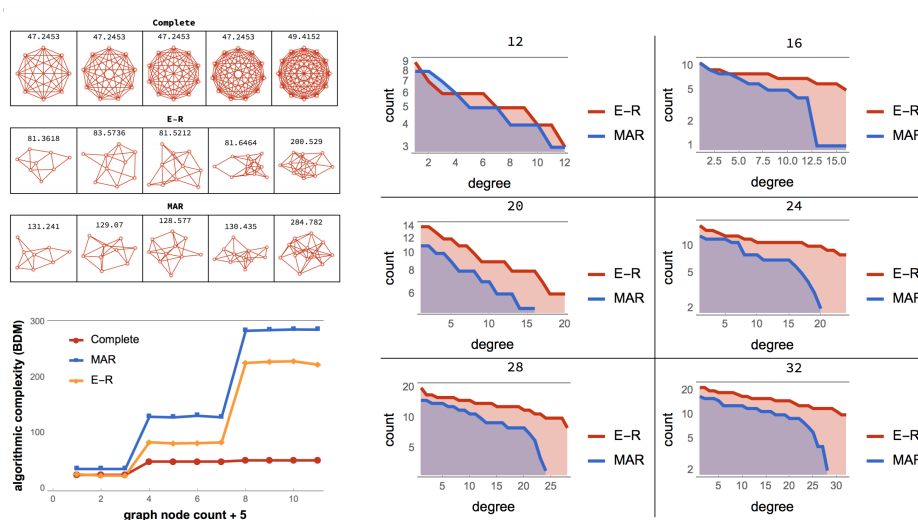 Complete
47.2453 47.2453 47.2453 47.2453 49.4152
E-R
81.3618 83.5736 81.5212 81.6464 200.529
MAR
131.241 129.07 128.577 130.435 284.782
algorithmic complexity (BDM)
300
200
100
0
Complete
MAR
E-R
0 2 4 6 8 10
graph node count + 5
12
count
9
8
7
6
5
4
3
2 4 6 8 10 12
degree
E-R
MAR
16
count
10
5
2
1
2.5 5.0 7.5 10.0 12.5 15.0
degree
E-R
MAR
20
count
14
12
10
8
6
5 10 15 20
degree
E-R
MAR
24
count
10
5
2
5 10 15 20
degree
E-R
MAR
28
count
20
10
5
5 10 15 20 25
degree
E-R
MAR
32
count
20
10
5
2
5 10 15 20 25 30
degree
E-R
MAR